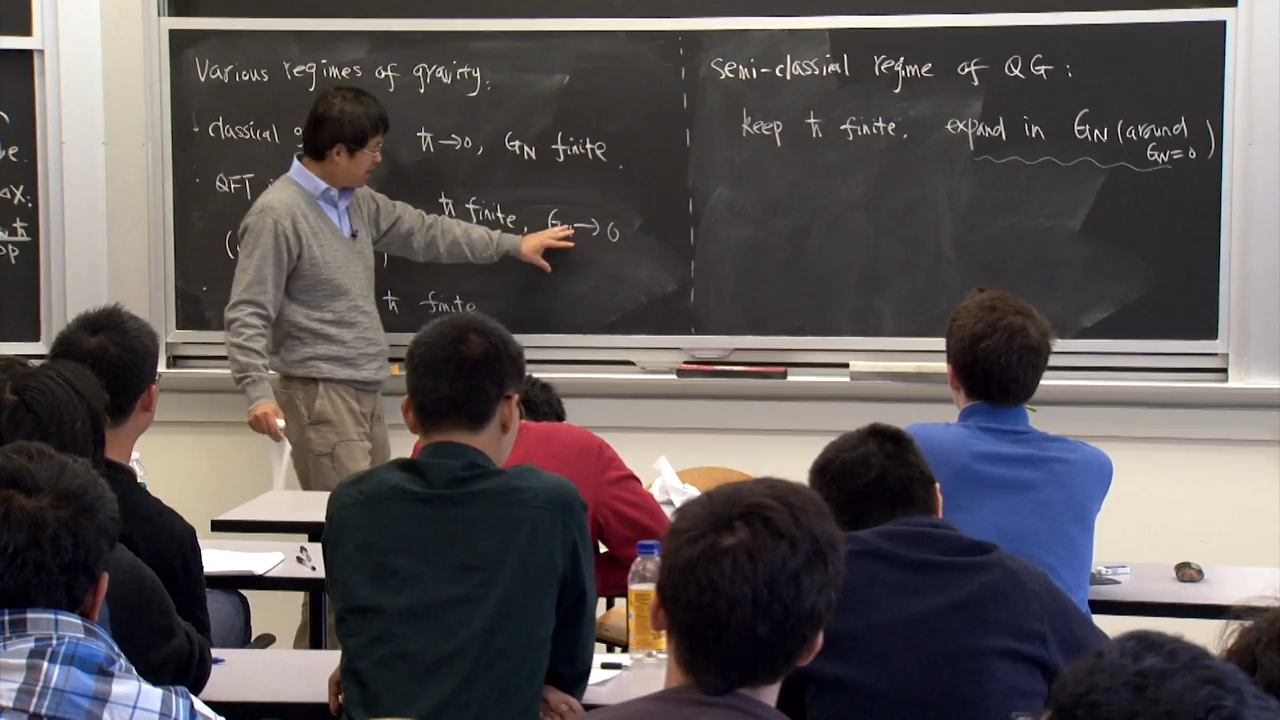 Various regimes of gravity.
classical
ħ→0, G_N finite.
QFT
ħ finite, G_N→0
ħ finite
semi-classical regime of QG:
keep ħ finite. expand in G_N (around G_N=0)
ΔX:
ħ